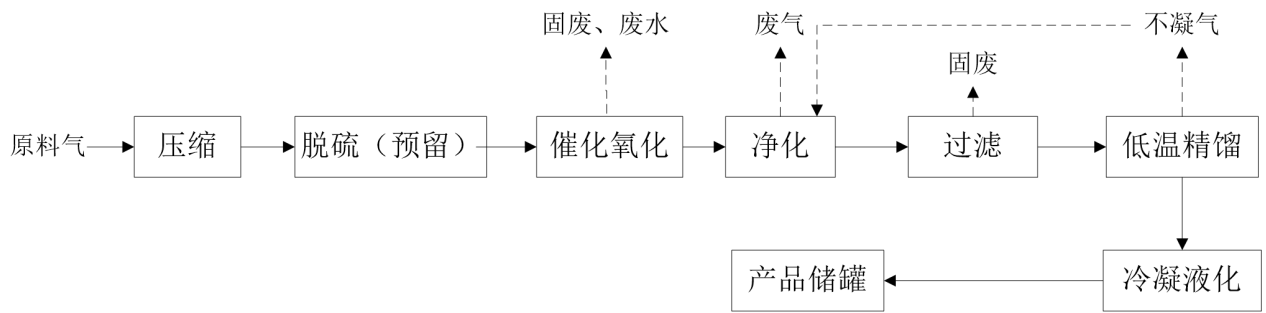 固废、废水
废气
不凝气
固废
原料气
压缩
脱硫（预留）
催化氧化
净化
过滤
低温精馏
产品储罐
冷凝液化